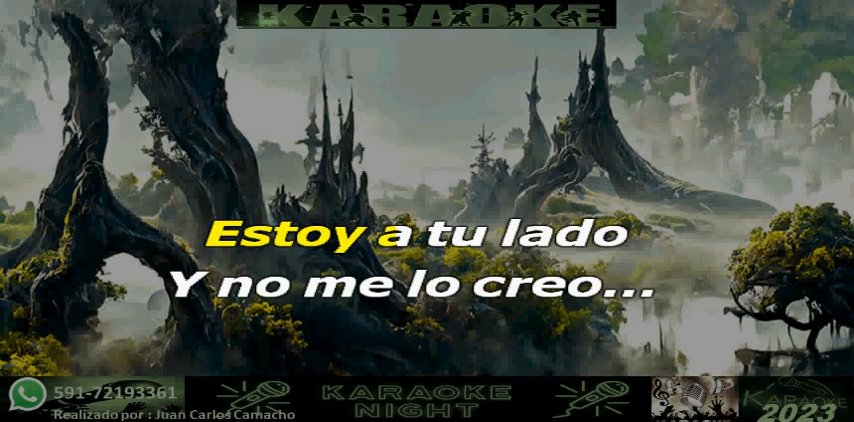 KARAOKE
Estoy a tu lado
Y no me lo creo...
591-72193361
Realizado por : Juan Carlos Camacho
KARAOKE
NIGHT
KARAOKE
KARAOKE
2023